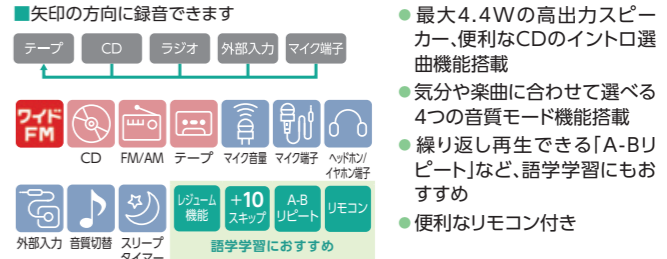 ■矢印の方向に録音できます
テープ CD ラジオ 外部入力 マイク端子
ワイド
FM
CD FM/AM テープ マイク音量 マイク端子 ヘッドホン/
イヤホン端子
レジューム
機能
+10
スキップ
A-B
リピート
リモコン
外部入力 音質切替 スリープ
タイマー
語学学習におすすめ
●最大4.4Wの高出力スピー
カー、便利なCDのイントロ選
曲機能搭載
●気分や楽曲に合わせて選べる
4つの音質モード機能搭載
●繰り返し再生できる「A-Bリ
ピート」など、語学学習にもお
すすめ
●便利なリモコン付き